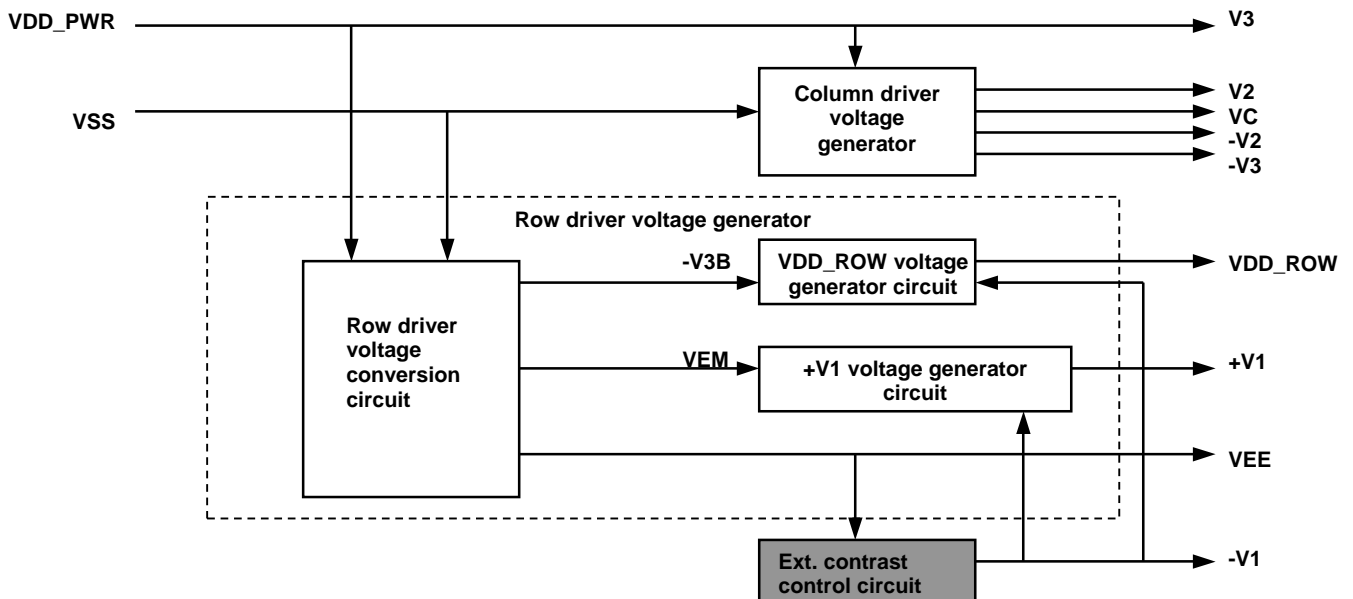 VDD_PWR
V3
Column driver
voltage
generator
V2
VC
-V2
-V3
VSS
Row driver voltage generator
-V3B
VDD_ROW voltage
generator circuit
VDD_ROW
Row driver
voltage
conversion
circuit
VEM
+V1 voltage generator
circuit
+V1
VEE
Ext. contrast
control circuit
-V1